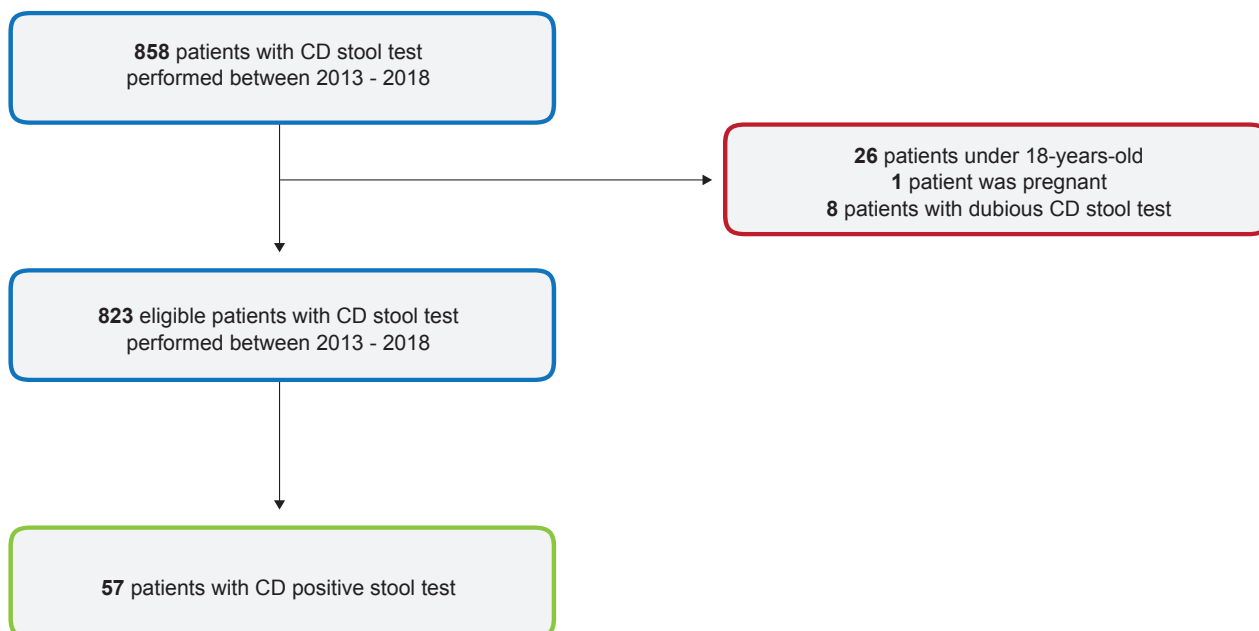 858 patients with CD stool test
performed between 2013 - 2018
26 patients under 18-years-old
1 patient was pregnant
8 patients with dubious CD stool test
823 eligible patients with CD stool test
performed between 2013 - 2018
57 patients with CD positive stool test